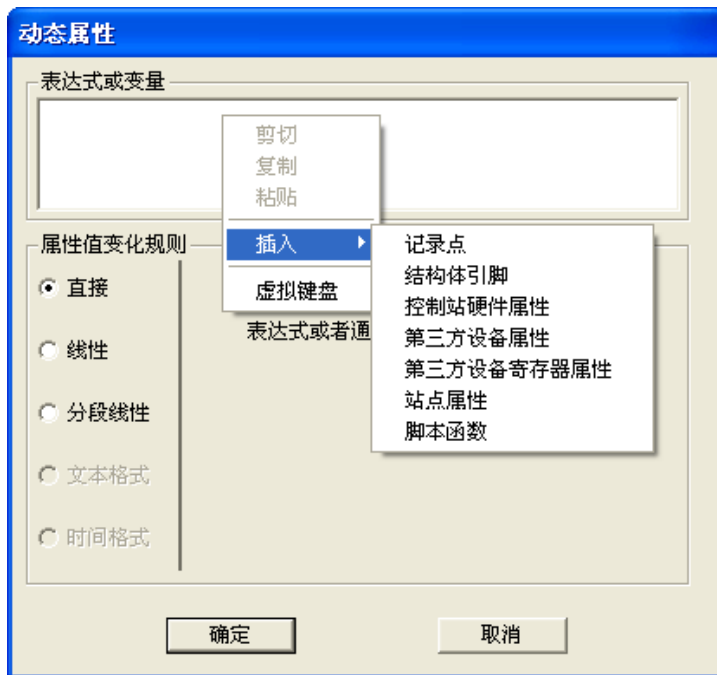 动态属性
表达式或变量
剪切
复制
粘贴
插入
虚拟键盘
记录点
结构体引脚
控制站硬件属性
第三方设备属性
第三方设备寄存器属性
站点属性
脚本函数
属性值变化规则
直接
线性
分段线性
文本格式
时间格式
表达式或者通
确定
取消